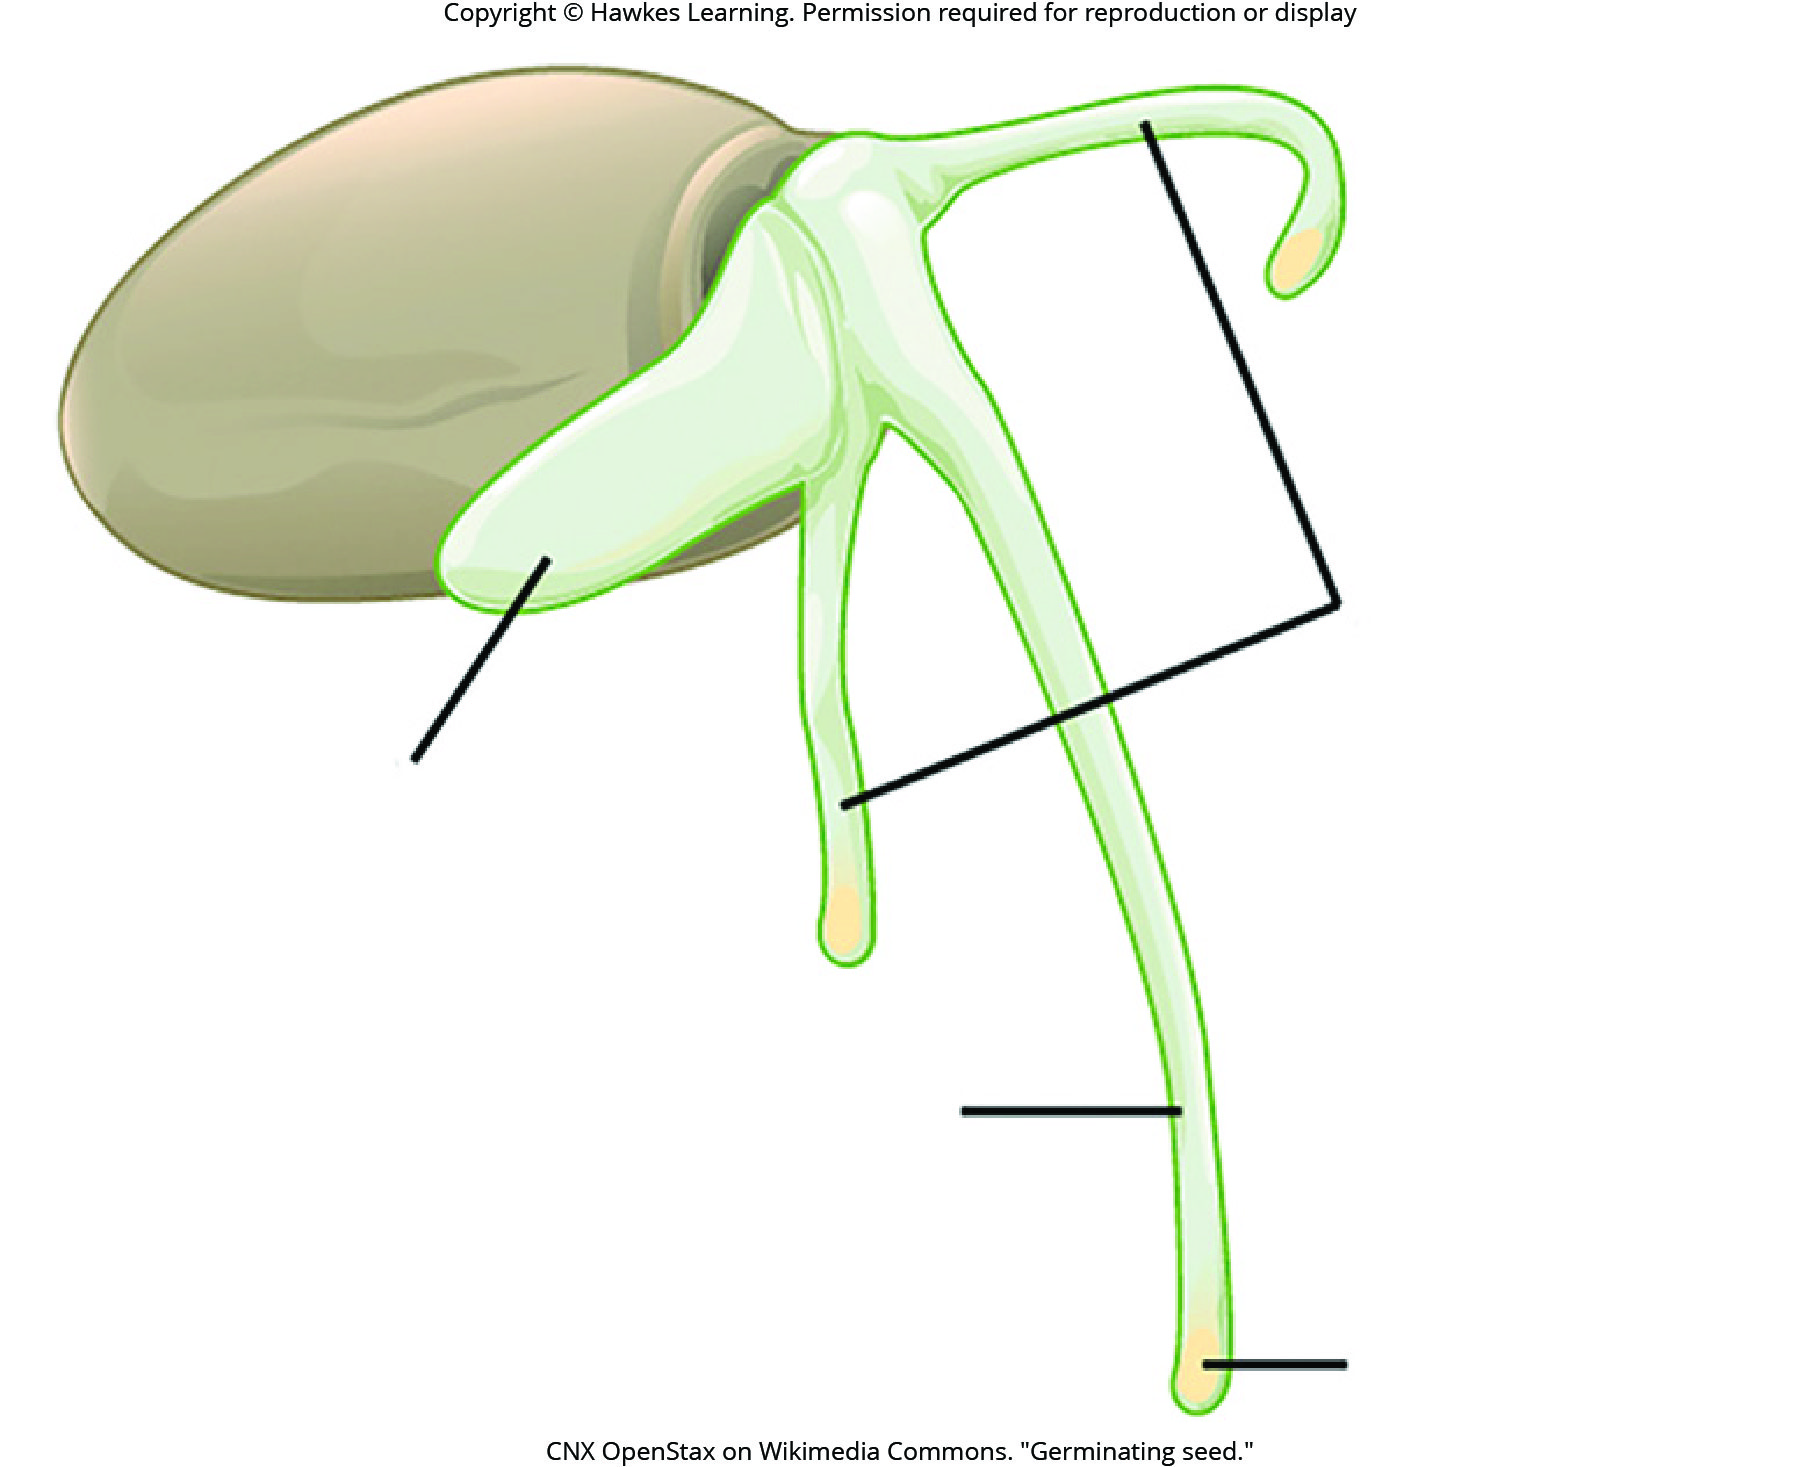 Copyright © Hawkes Learning. Permission required for reproduction or display
CNX OpenStax on Wikimedia Commons. "Germinating seed."